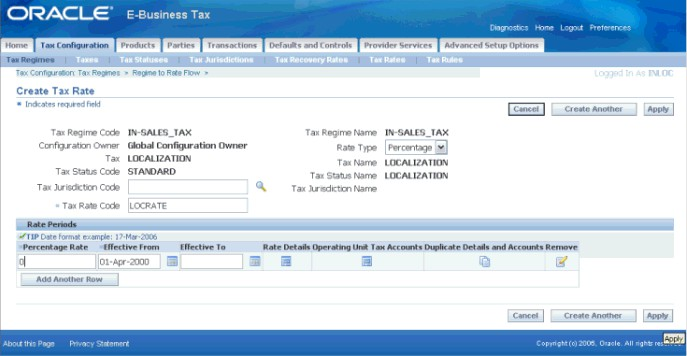 ORACLE® E-Business Tax
Diagnostics Home Logout Preferences
Home Tax Configuration Products Parties Transactions Defaults and Controls Provider Services Advanced Setup Options
Tax Regimes | Taxes | Tax Statuses | Tax Jurisdictions | Tax Recovery Rates | Tax Rates | Tax Rules
Tax Configuration: Tax Regimes > Regime to Rate Flow >
Logged In As INLOC
Create Tax Rate
* Indicates required field
Cancel Create Another Apply
Tax Regime Code IN-SALES_TAX Tax Regime Name IN-SALES_TAX
Configuration Owner Global Configuration Owner Rate Type Percentage
Tax LOCALIZATION Tax Name LOCALIZATION
Tax Status Code STANDARD Tax Status Name LOCALIZATION
Tax Jurisdiction Code Tax Jurisdiction Name
* Tax Rate Code LOCRATE
Rate Periods
TIP Date format example: 17-Mar-2006
*Percentage Rate *Effective From Effective To Rate Details Operating Unit Tax Accounts Duplicate Details and Accounts Remove
0 01-Apr-2000
Add Another Row
Cancel Create Another Apply
About this Page Privacy Statement Copyright (c) 2006, Oracle. All rights
Apply